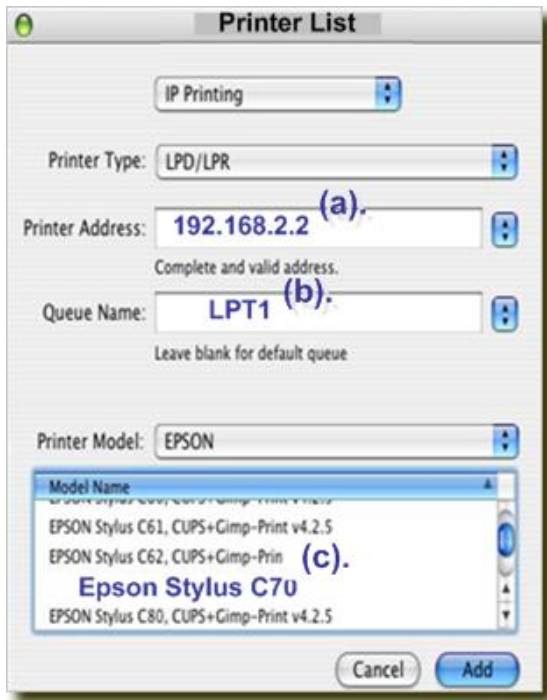 Printer List
IP Printing
Printer Type: LPD/LPR
(a).
Printer Address: 192.168.2.2
Complete and valid address.
(b).
Queue Name: LPT1
Leave blank for default queue
Printer Model: EPSON
Model Name
EPSON Stylus C61, CUPS+Gimp-Print v4.2.5
EPSON Stylus C62, CUPS+Gimp-Prin (c).
Epson Stylus C70
EPSON Stylus C80, CUPS+Gimp-Print v4.2.5
Cancel Add